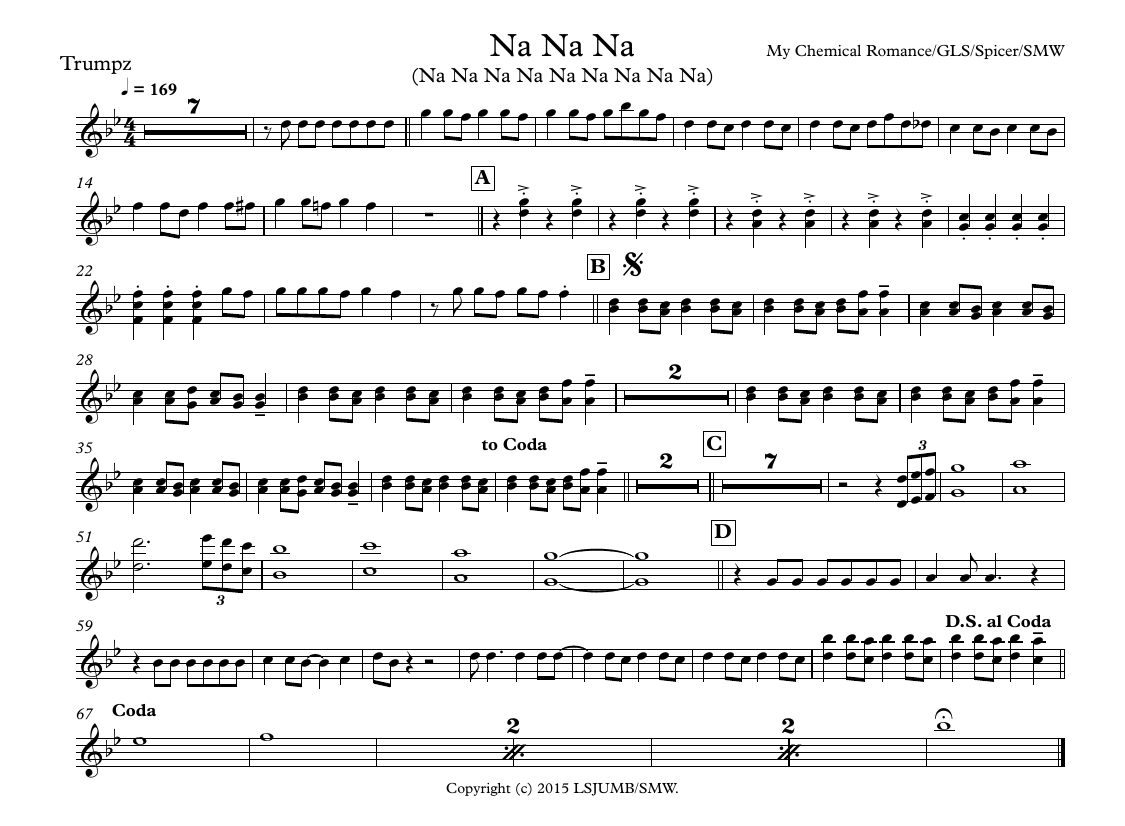 Na Na Na
My Chemical Romance/GLS/Spicer/SMW
Trumpz
(Na Na Na Na Na Na Na Na Na)
♩ = 169
7
4
4
A
14
B
22
28
2
35
to Coda
2
C
7
3
51
3
D
59
D.S. al Coda
67
Coda
2
2
Copyright (c) 2015 LSJUMB/SMW.